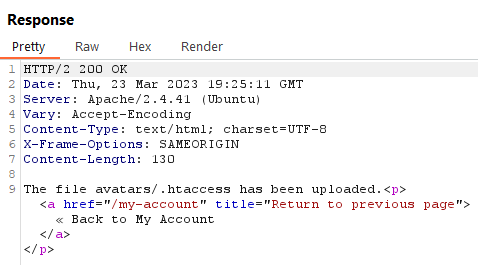 Response
Pretty Raw Hex Render
1 HTTP/2 200 OK
2 Date: Thu, 23 Mar 2023 19:25:11 GMT
3 Server: Apache/2.4.41 (Ubuntu)
4 Vary: Accept-Encoding
5 Content-Type: text/html; charset=UTF-8
6 X-Frame-Options: SAMEORIGIN
7 Content-Length: 130
8
9 The file avatars/.htaccess has been uploaded.<p>
<a href="/my-account" title="Return to previous page">
« Back to My Account
</a>
</p>